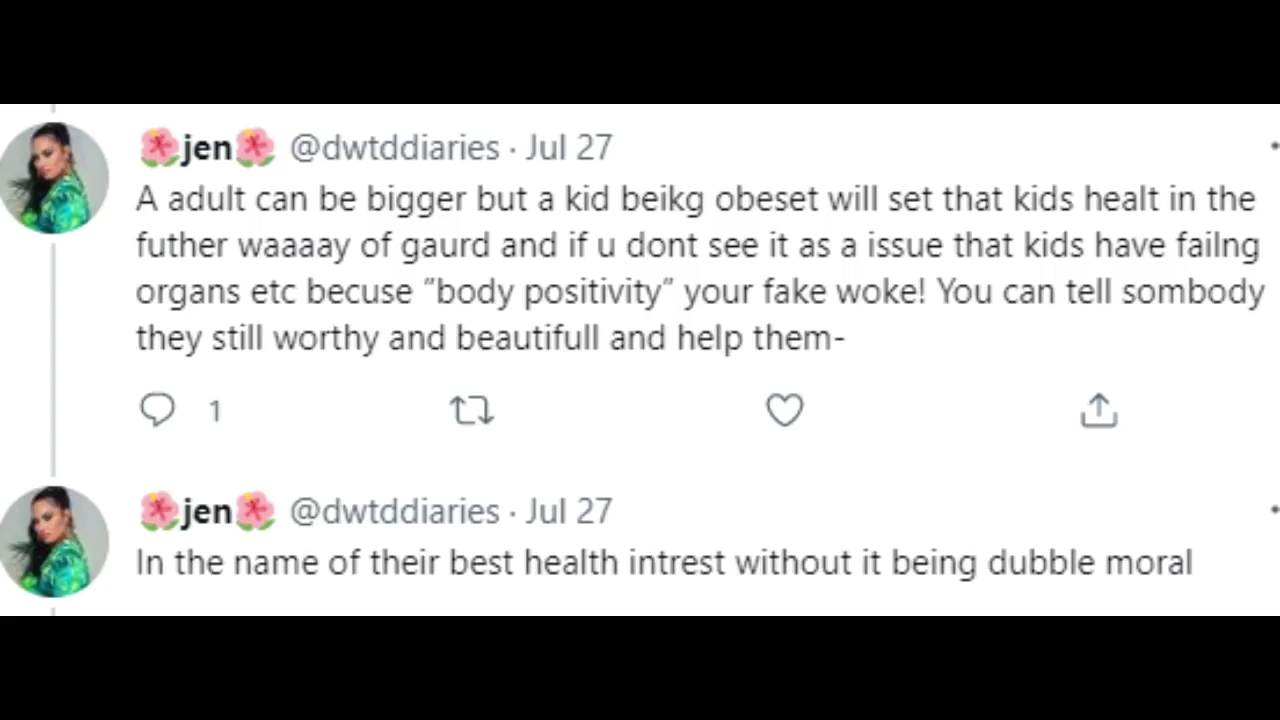 🌺jen🌺 @dwtddiaries · Jul 27
A adult can be bigger but a kid beikg obeset will set that kids healt in the
futher waaaay of gaurd and if u dont see it as a issue that kids have failng
organs etc becuse ”body positivity” your fake woke! You can tell sombody
they still worthy and beautifull and help them-
1
🌺jen🌺 @dwtddiaries · Jul 27
In the name of their best health intrest without it being dubble moral